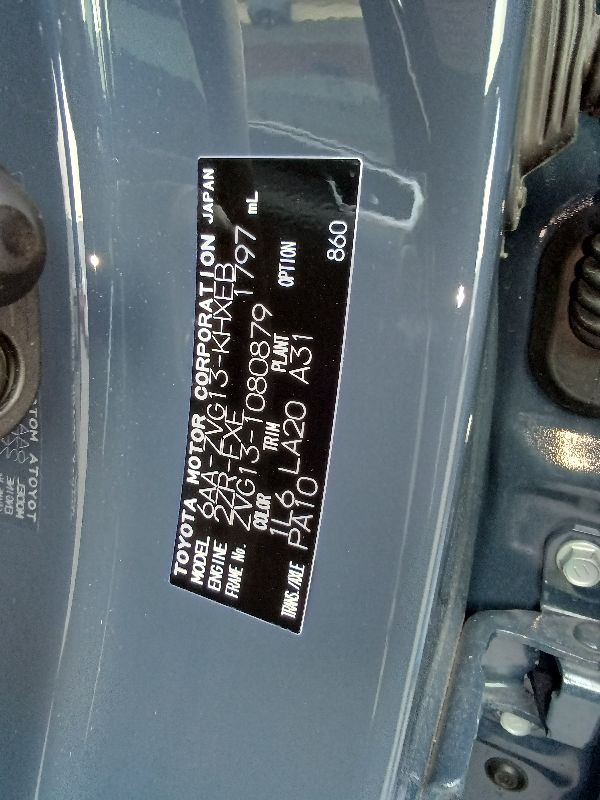 TOYOTA MOTOR CORPORATION JAPAN
MODEL 6AA-ZVG13-KHXEB
ENGINE 2ZR-EXE 1797 mL
FRAME No. ZVG13-1080879
COLOR TRIM PLANT OPTION
1L6 LA20 A31
TRANS./AXLE PA10 860